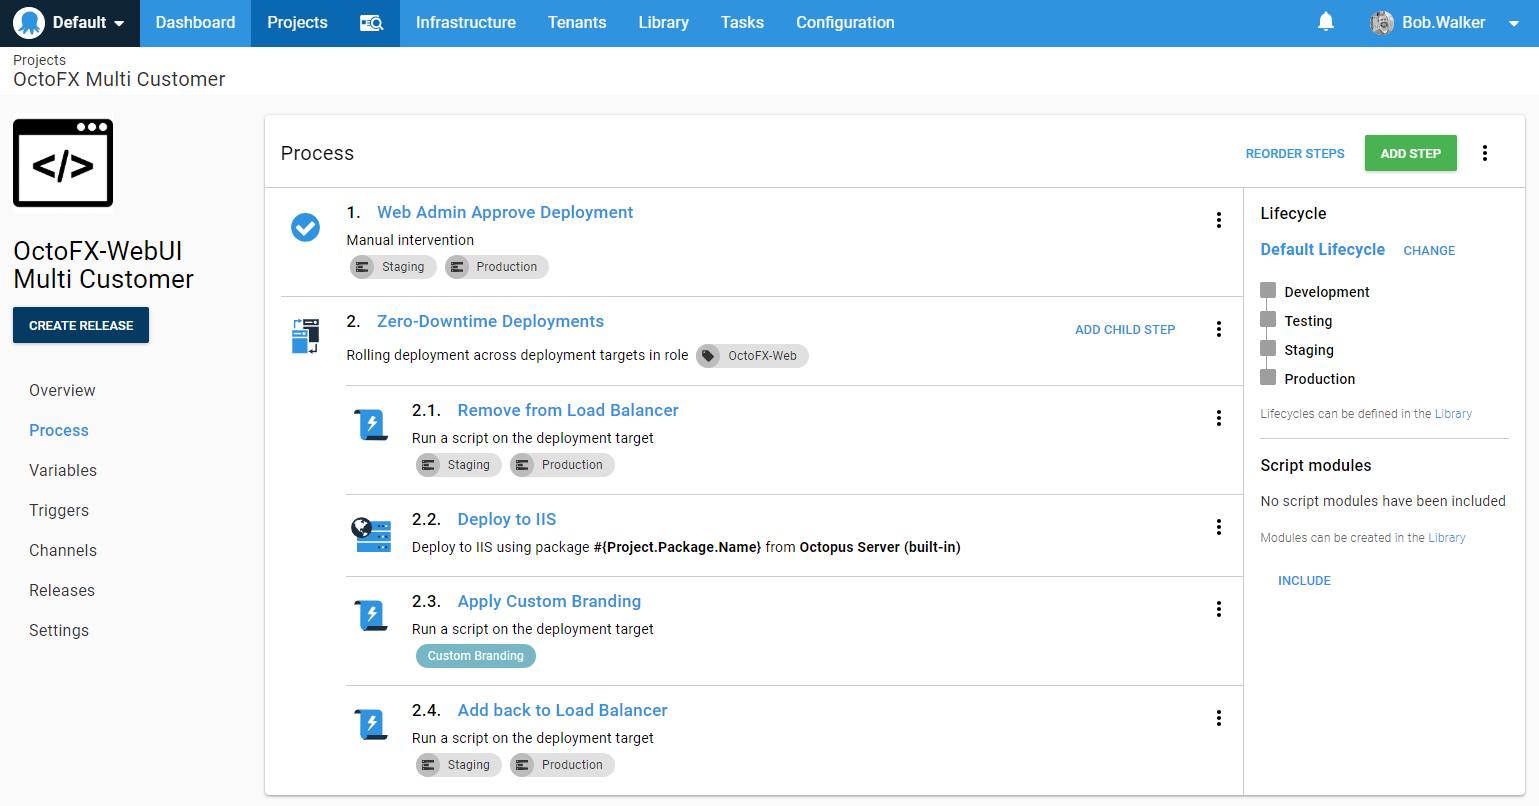 Default
Dashboard
Projects
Infrastructure
Tenants
Library
Tasks
Configuration
Bob.Walker
Projects
OctoFX Multi Customer
</>
OctoFX-WebUI
Multi Customer
CREATE RELEASE
Overview
Process
Variables
Triggers
Channels
Releases
Settings
Process
REORDER STEPS
ADD STEP
1. Web Admin Approve Deployment
Manual intervention
Staging Production
2. Zero-Downtime Deployments
ADD CHILD STEP
Rolling deployment across deployment targets in role OctoFX-Web
2.1. Remove from Load Balancer
Run a script on the deployment target
Staging Production
2.2. Deploy to IIS
Deploy to IIS using package #{Project.Package.Name} from Octopus Server (built-in)
2.3. Apply Custom Branding
Run a script on the deployment target
Custom Branding
2.4. Add back to Load Balancer
Run a script on the deployment target
Staging Production
Lifecycle
Default Lifecycle CHANGE
Development
Testing
Staging
Production
Lifecycles can be defined in the Library
Script modules
No script modules have been included
Modules can be created in the Library
INCLUDE